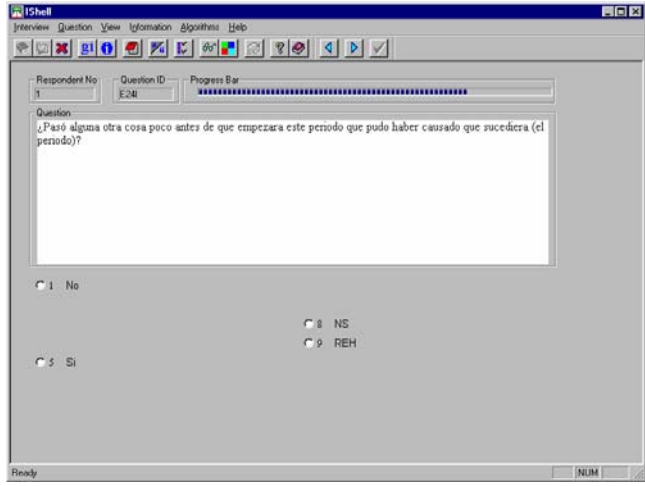 IShell
Interview Question View Information Algorithms Help
g1
Respondent No
Question ID
Progress Bar
1
E24I
Question
¿Pasó alguna otra cosa poco antes de que empezara este periodo que pudo haber causado que sucediera (el
periodo)?
1 No
8 NS
9 REH
5 Si
Ready
NUM